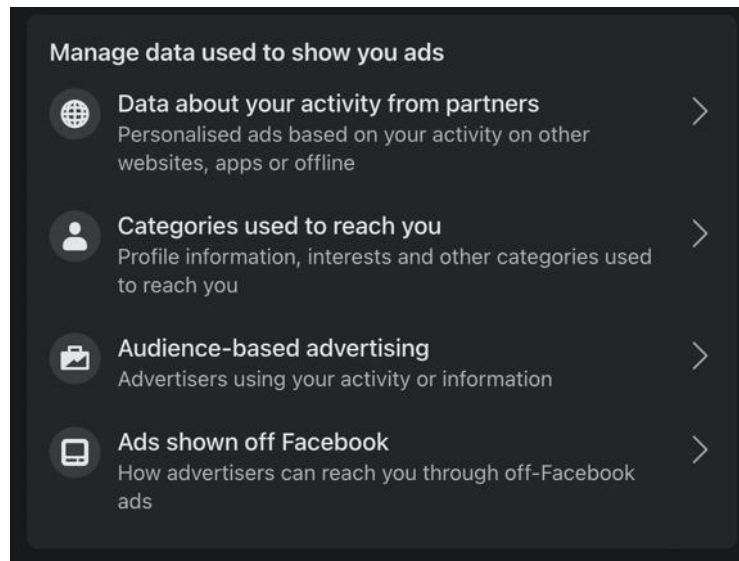 Manage data used to show you ads
Data about your activity from partners
Personalised ads based on your activity on other
websites, apps or offline
Categories used to reach you
Profile information, interests and other categories used
to reach you
Audience-based advertising
Advertisers using your activity or information
Ads shown off Facebook
How advertisers can reach you through off-Facebook
ads